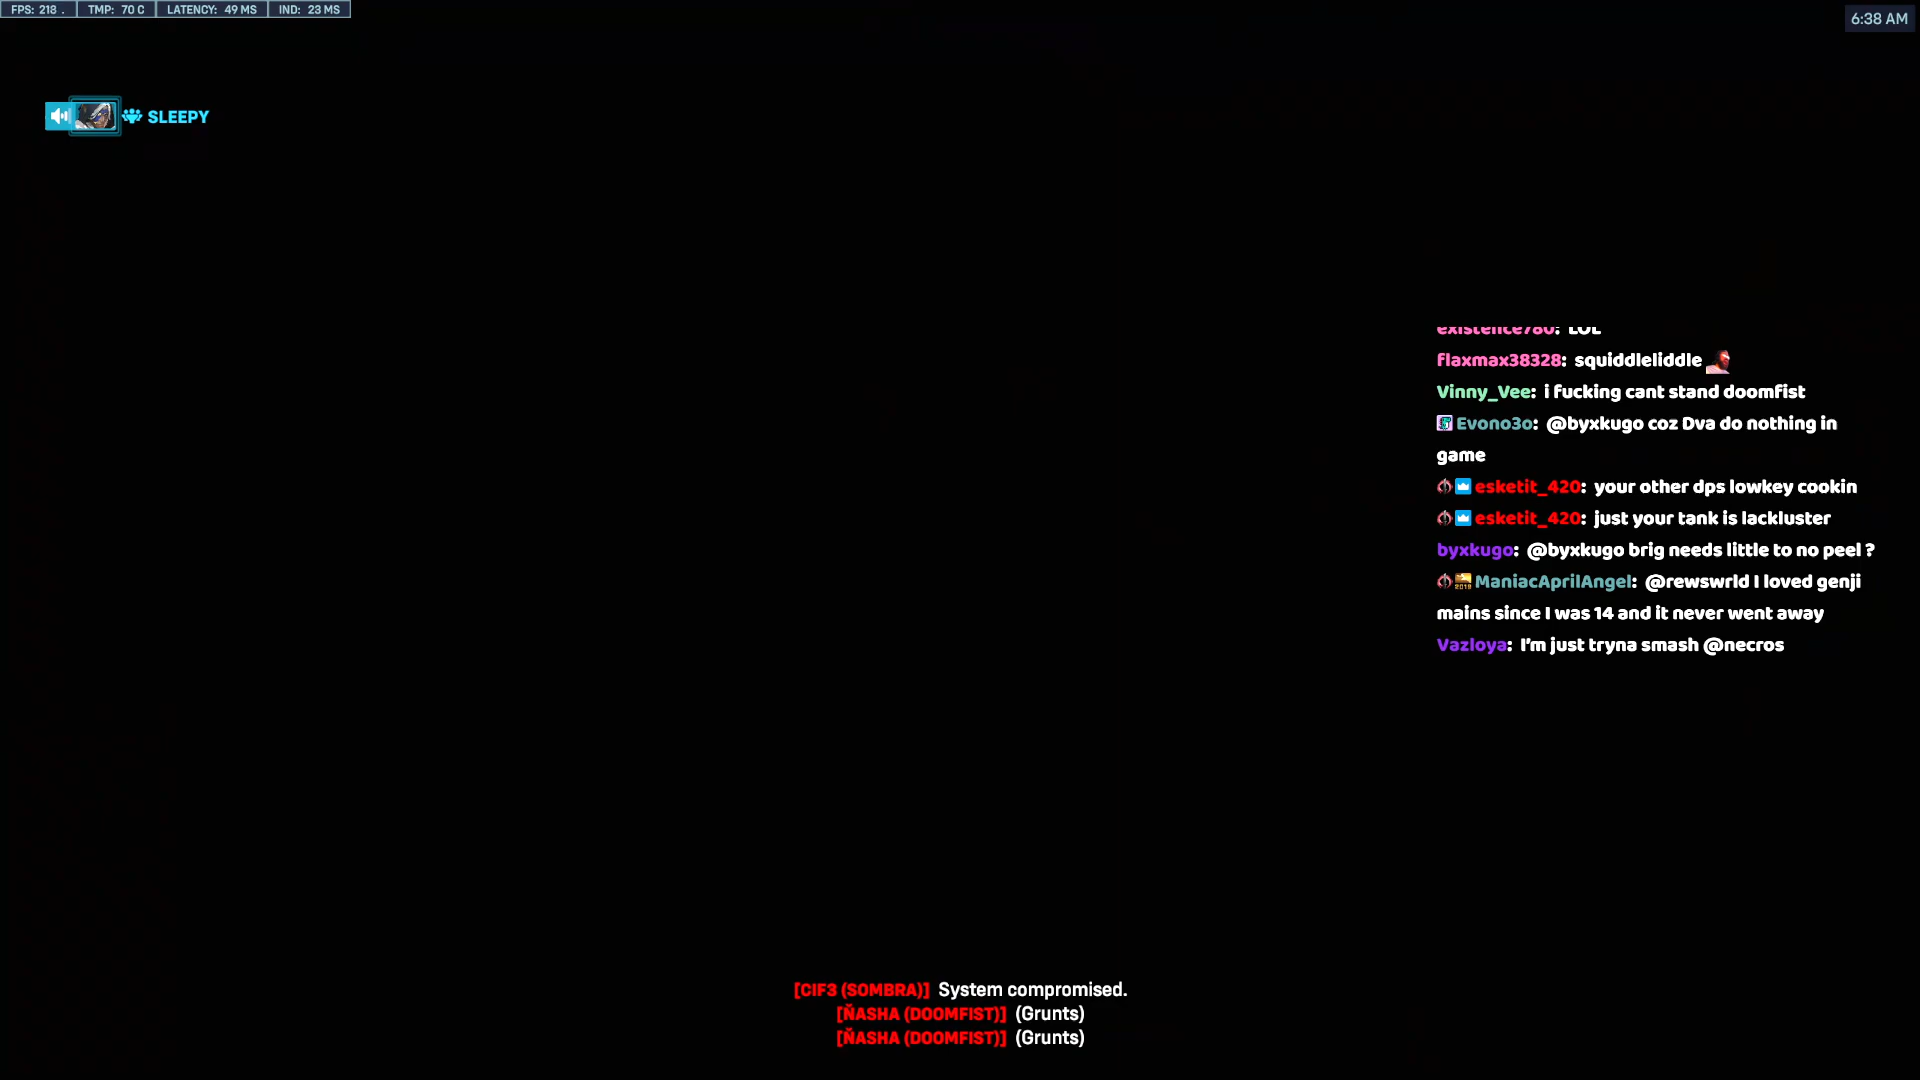 FPS: 218 . TMP: 70 C LATENCY: 49 MS IND: 23 MS
6:38 AM
SLEEPY
existence780: LOL
flaxmax38328: squiddleliddle
Vinny_Vee: i fucking cant stand doomfist
Evono3o: @byxkugo coz Dva do nothing in
game
esketit_420: your other dps lowkey cookin
esketit_420: just your tank is lackluster
byxkugo: @byxkugo brig needs little to no peel ?
ManiacAprilAngel: @rewswrld I loved genji
mains since I was 14 and it never went away
Vazloya: I'm just tryna smash @necros
[CIF3 (SOMBRA)] System compromised.
[ÑASHA (DOOMFIST)] (Grunts)
[ÑASHA (DOOMFIST)] (Grunts)